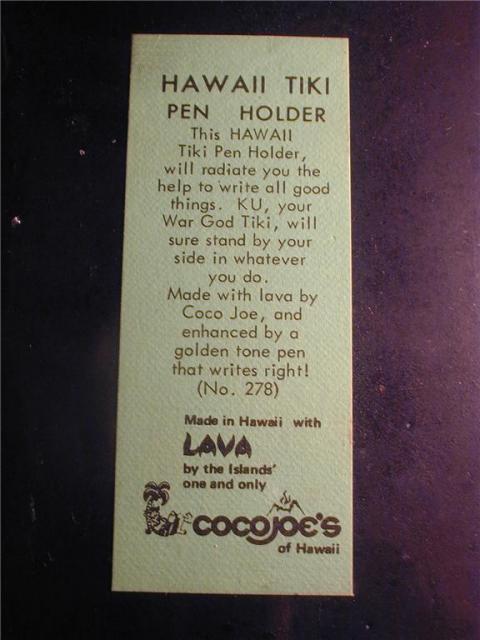 HAWAII TIKI
PEN HOLDER
This HAWAII
Tiki Pen Holder,
will radiate you the
help to write all good
things. KU, your
War God Tiki, will
sure stand by your
side in whatever
you do.
Made with lava by
Coco Joe, and
enhanced by a
golden tone pen
that writes right!
(No. 278)
Made in Hawaii with
LAVA
by the Islands'
one and only
COCO JOE'S
of Hawaii